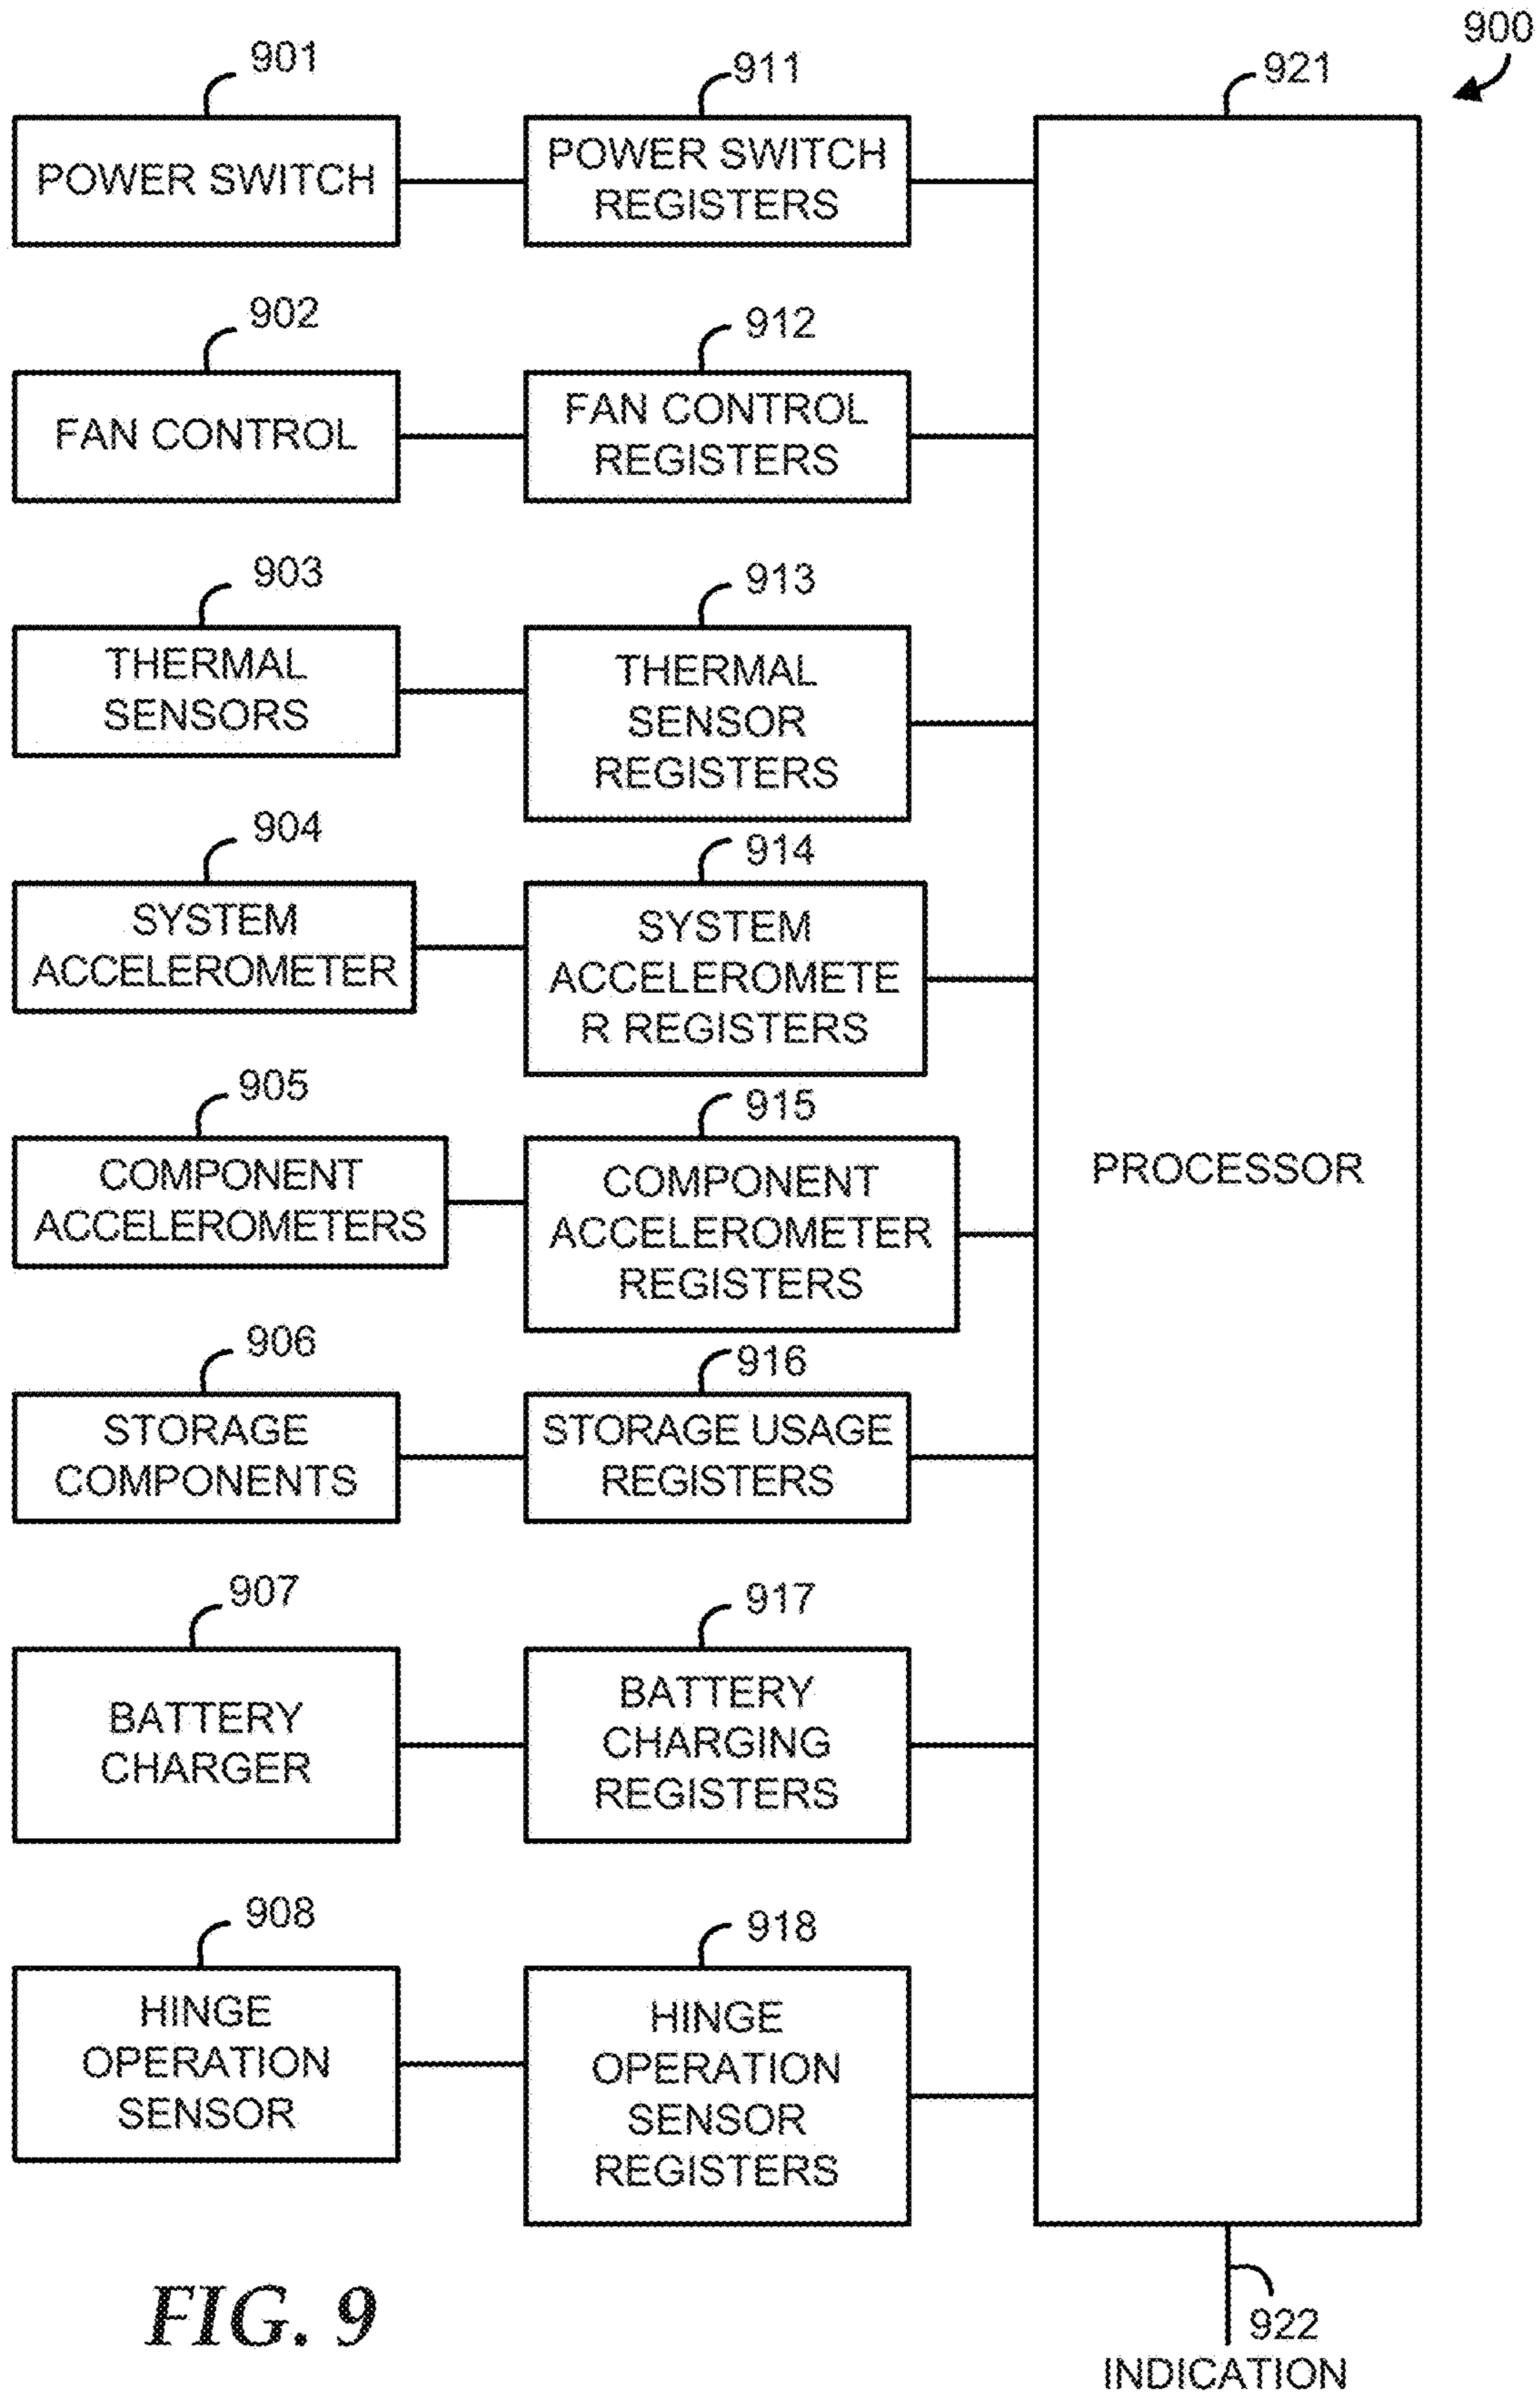 900
901
911
921
POWER SWITCH
POWER SWITCH
REGISTERS
902
912
FAN CONTROL
FAN CONTROL
REGISTERS
903
913
THERMAL
SENSORS
THERMAL
SENSOR
REGISTERS
904
914
SYSTEM
ACCELEROMETER
SYSTEM
ACCELEROMETE
R REGISTERS
905
915
COMPONENT
ACCELEROMETERS
COMPONENT
ACCELEROMETER
REGISTERS
PROCESSOR
906
916
STORAGE
COMPONENTS
STORAGE USAGE
REGISTERS
907
917
BATTERY
CHARGER
BATTERY
CHARGING
REGISTERS
908
918
HINGE
OPERATION
SENSOR
HINGE
OPERATION
SENSOR
REGISTERS
922
INDICATION
FIG. 9